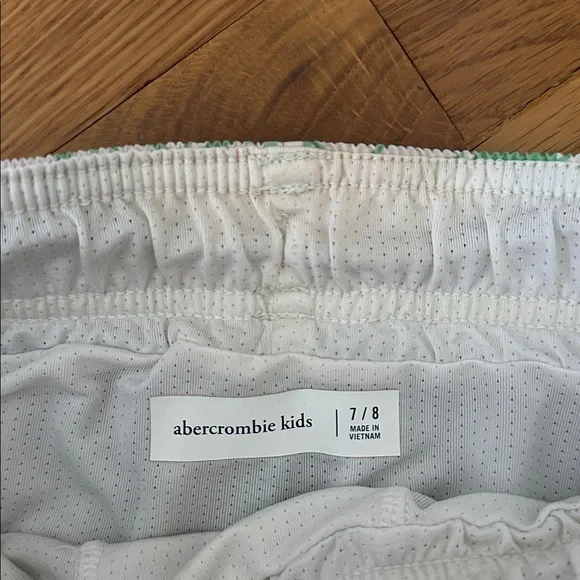 abercrombie kids
7 / 8
MADE IN
VIETNAM